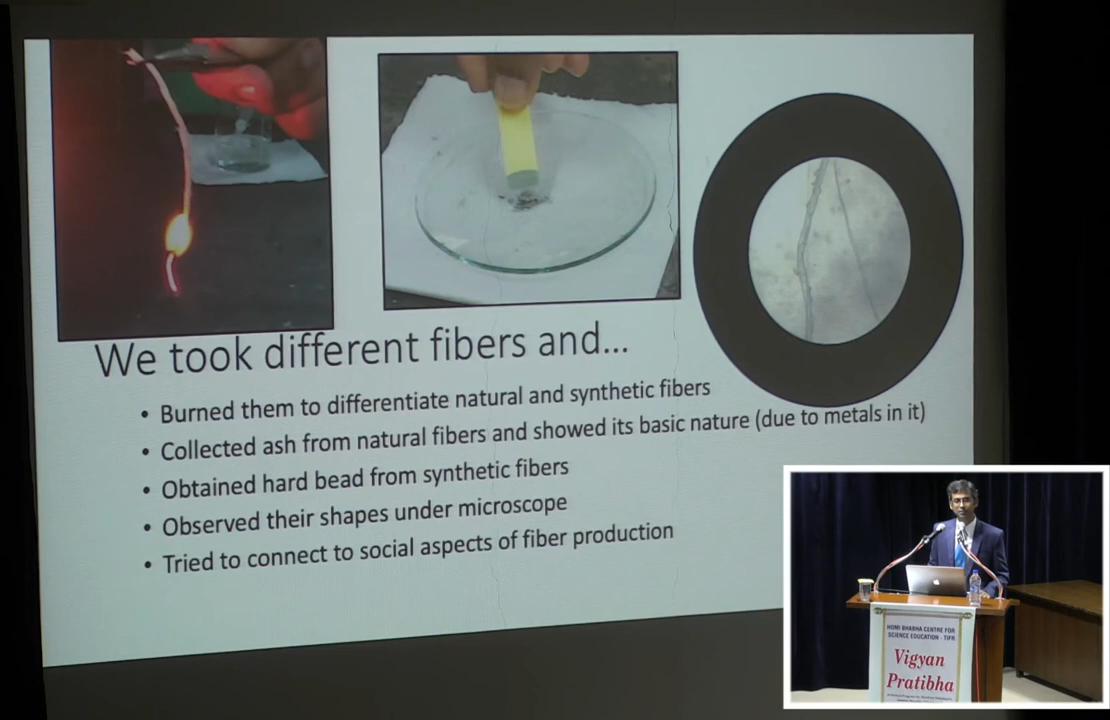 We took different fibers and...
• Burned them to differentiate natural and synthetic fibers
• Collected ash from natural fibers and showed its basic nature (due to metals in it)
• Obtained hard bead from synthetic fibers
• Observed their shapes under microscope
• Tried to connect to social aspects of fiber production
HOMI BHABHA CENTRE FOR
SCIENCE EDUCATION - TIFR
Vigyan
Pratibha